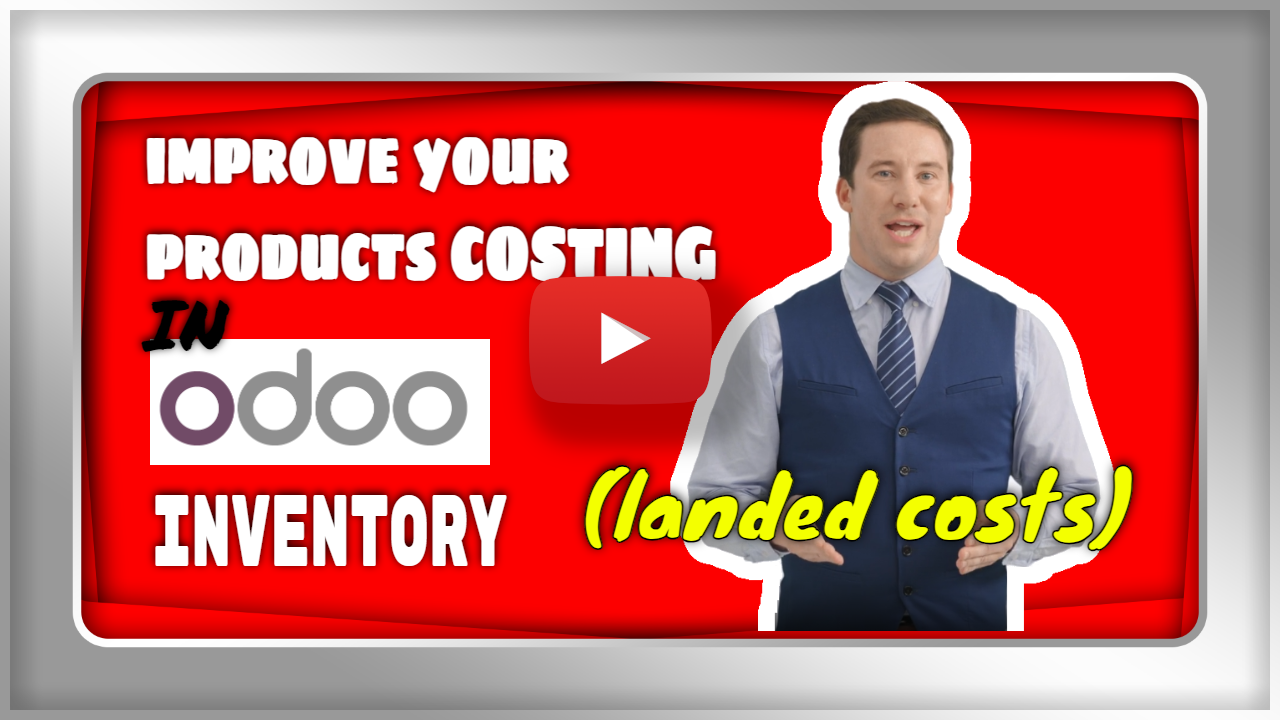 IMPROVE YOUR
PRODUCTS COSTING
IN
odoo
INVENTORY
(landed costs)